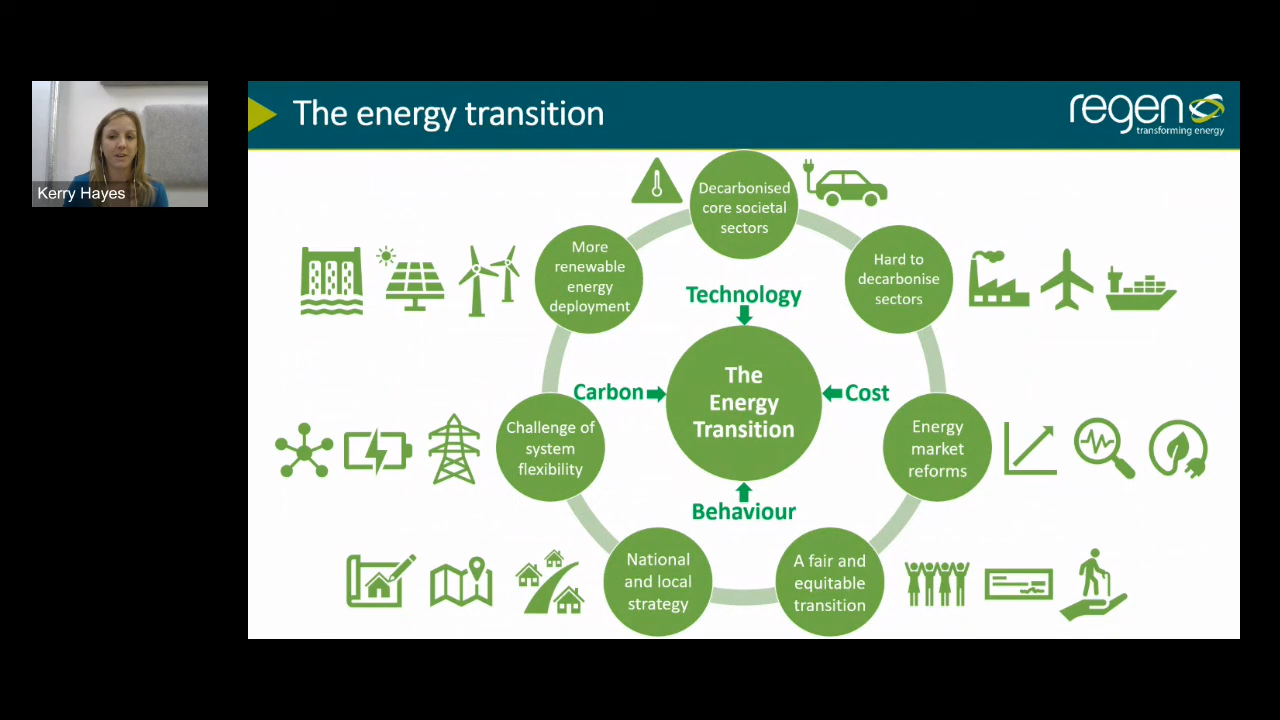 The energy transition
regen
transforming energy
Kerry Hayes
Decarbonised
core societal
sectors
More
renewable
energy
deployment
Hard to
decarbonise
sectors
Technology
Carbon
The
Energy
Transition
Cost
Challenge of
system
flexibility
Energy
market
reforms
Behaviour
National
and local
strategy
A fair and
equitable
transition